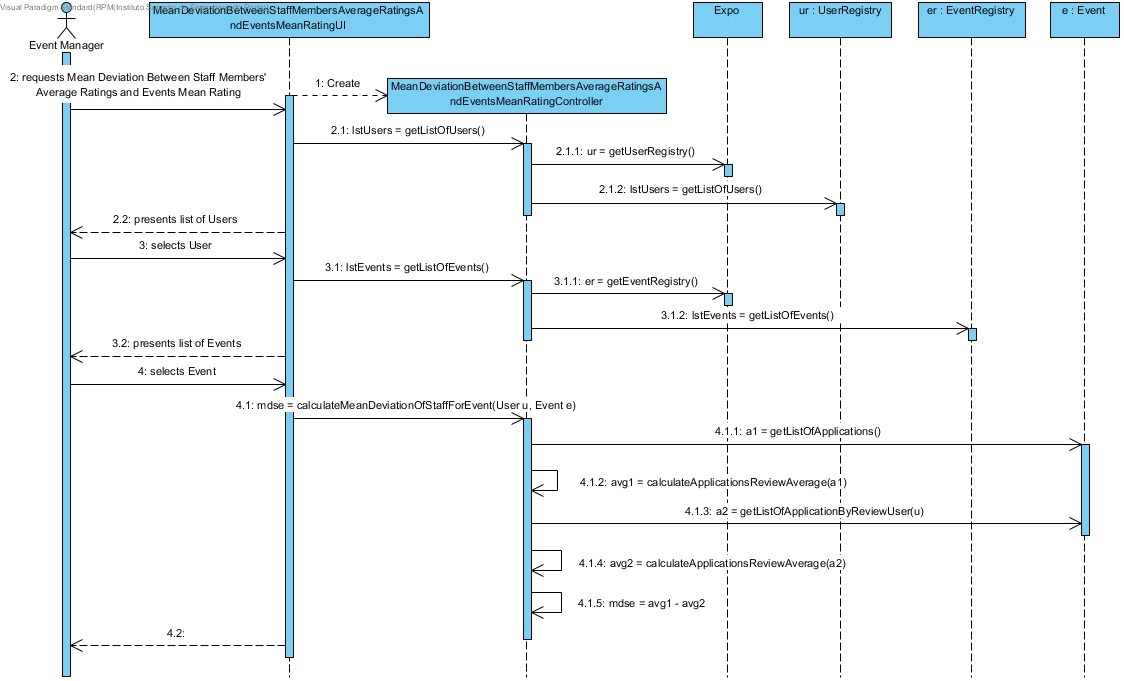 Visual Paradigm Standard(RPM(Instituto
MeanDeviationBetweenStaffMembersAverageRatingsA
ndEventsMeanRatingUI
Expo
ur : UserRegistry
er : EventRegistry
e : Event
Event Manager
2: requests Mean Deviation Between Staff Members'
Average Ratings and Events Mean Rating
1: Create
MeanDeviationBetweenStaffMembersAverageRatingsA
ndEventsMeanRatingController
2.1: lstUsers = getListOfUsers()
2.1.1: ur = getUserRegistry()
2.1.2: lstUsers = getListOfUsers()
2.2: presents list of Users
3: selects User
3.1: lstEvents = getListOfEvents()
3.1.1: er = getEventRegistry()
3.1.2: lstEvents = getListOfEvents()
3.2: presents list of Events
4: selects Event
4.1: mdse = calculateMeanDeviationOfStaffForEvent(User u, Event e)
4.1.1: a1 = getListOfApplications()
4.1.2: avg1 = calculateApplicationsReviewAverage(a1)
4.1.3: a2 = getListOfApplicationByReviewUser(u)
4.1.4: avg2 = calculateApplicationsReviewAverage(a2)
4.1.5: mdse = avg1 - avg2
4.2: